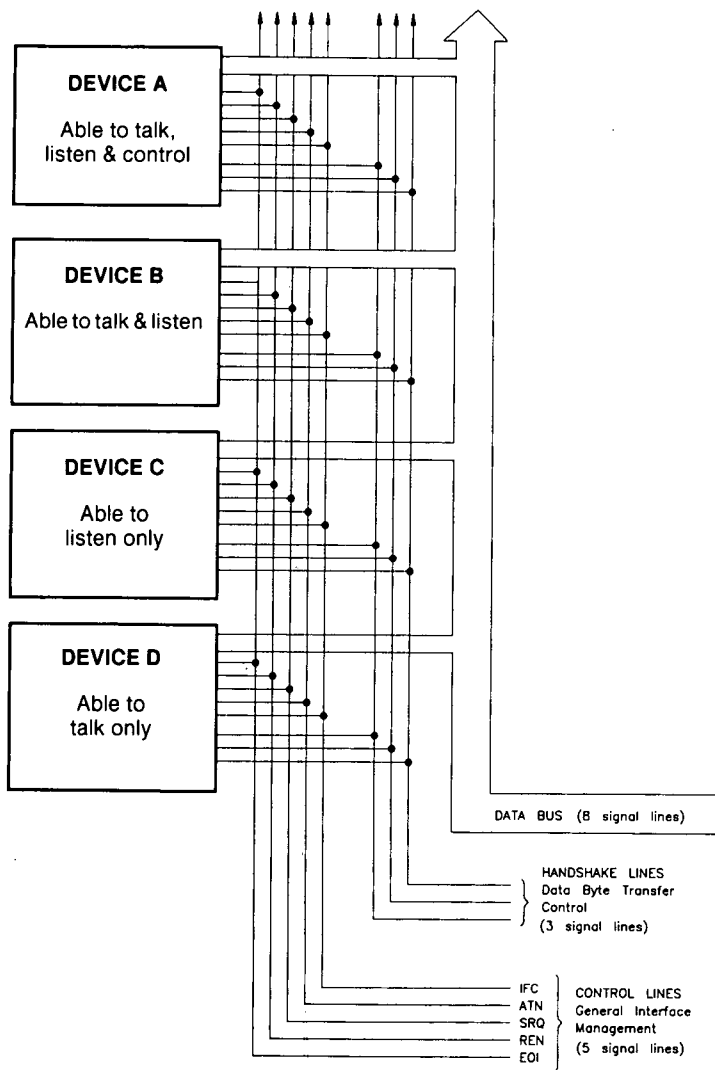 DEVICE A
Able to talk,
listen & control
DEVICE B
Able to talk & listen
DEVICE C
Able to
listen only
DEVICE D
Able to
talk only
DATA BUS (8 signal lines)
HANDSHAKE LINES
Data Byte Transfer
Control
(3 signal lines)
IFC
ATN
SRQ
REN
EOI
CONTROL LINES
General Interface
Management
(5 signal lines)